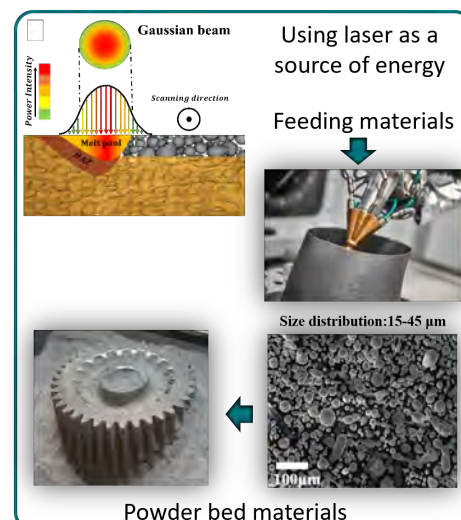 Gaussian beam
Using laser as a
source of energy
Power Intensity
Scanning direction
Feeding materials
Melt pool
HAZ
Size distribution:15-45 µm
100µm
Powder bed materials